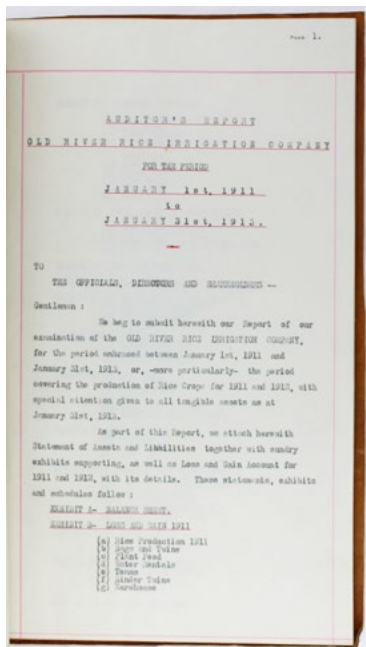 Page 1.
AUDITOR'S REPORT
OLD RIVER RICE IRRIGATION COMPANY
FOR THE PERIOD
JANUARY 1st, 1911
to
JANUARY 31st, 1913.
TO
THE OFFICIALS, DIRECTORS AND
Gentlemen :
We beg to submit herewith our Report of our
examination of the OLD RIVER RICE IRRIGATION COMPANY,
for the period embraced between January 1st, 1911 and
January 31st, 1913, or, -more particularly- the period
covering the production of Rice Crops for 1911 and 1912, with
special attention given to all tangible assets as at
January 31st, 1913.
As part of this Report, we attach herewith
Statement of Assets and Liabilities together with sundry
exhibits supporting, as well as Loss and Gain Account for
1911 and 1912, with its details. These statements, exhibits
and schedules follow :
EXHIBIT A- BALANCE SHEET.
EXHIBIT B- LOSS AND GAIN 1911
(a) Rice Production 1911
(b) Bags and Twine
(c) Plant Feed
(d) Water Rentals
(e) Teams
(f) Binder Twine
(g) Warehouse